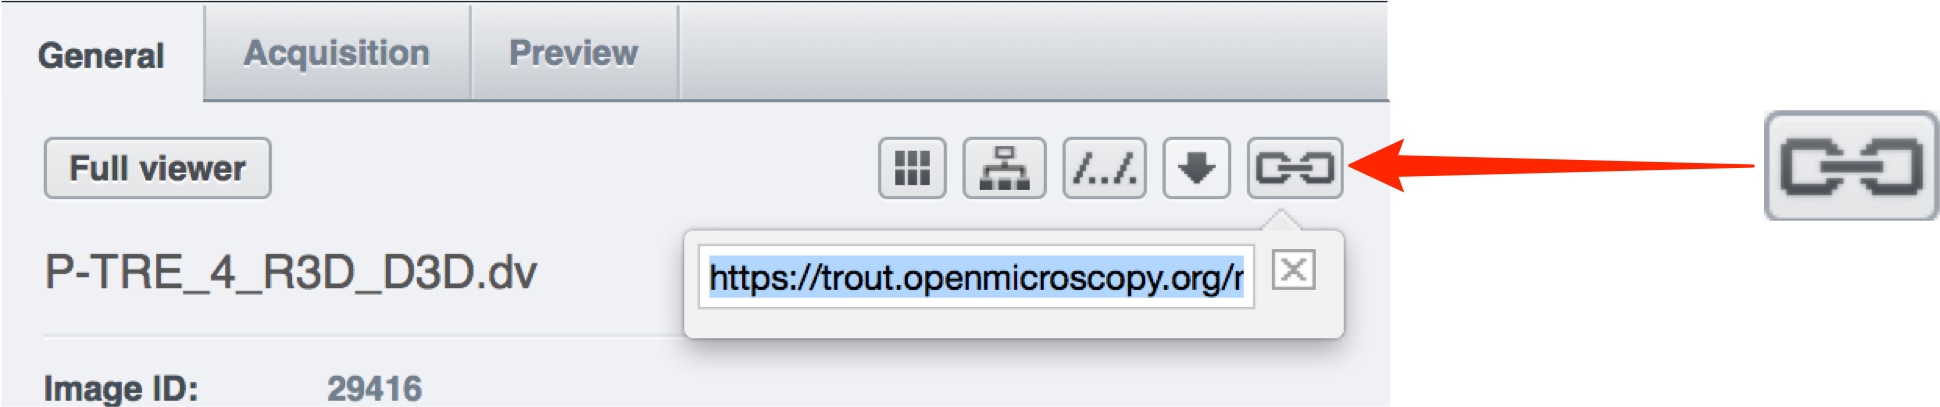 General Acquisition Preview
Full viewer /../.
https://trout.openmicroscopy.org/
P-TRE_4_R3D_D3D.dv
Image ID: 29416